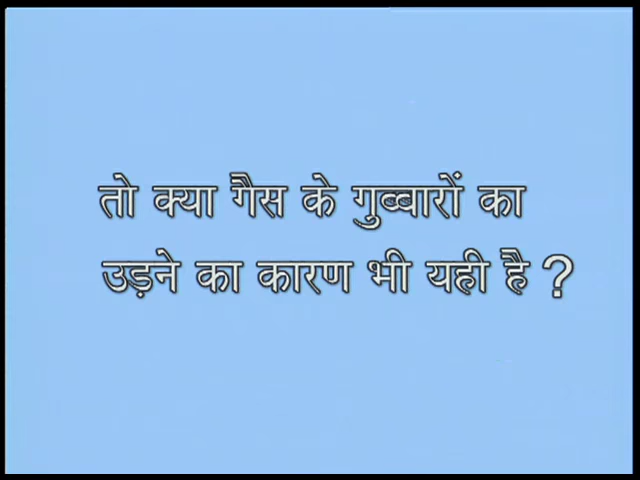 तो क्या गैस के गुब्बारों का
उड़ने का कारण भी यही है ?